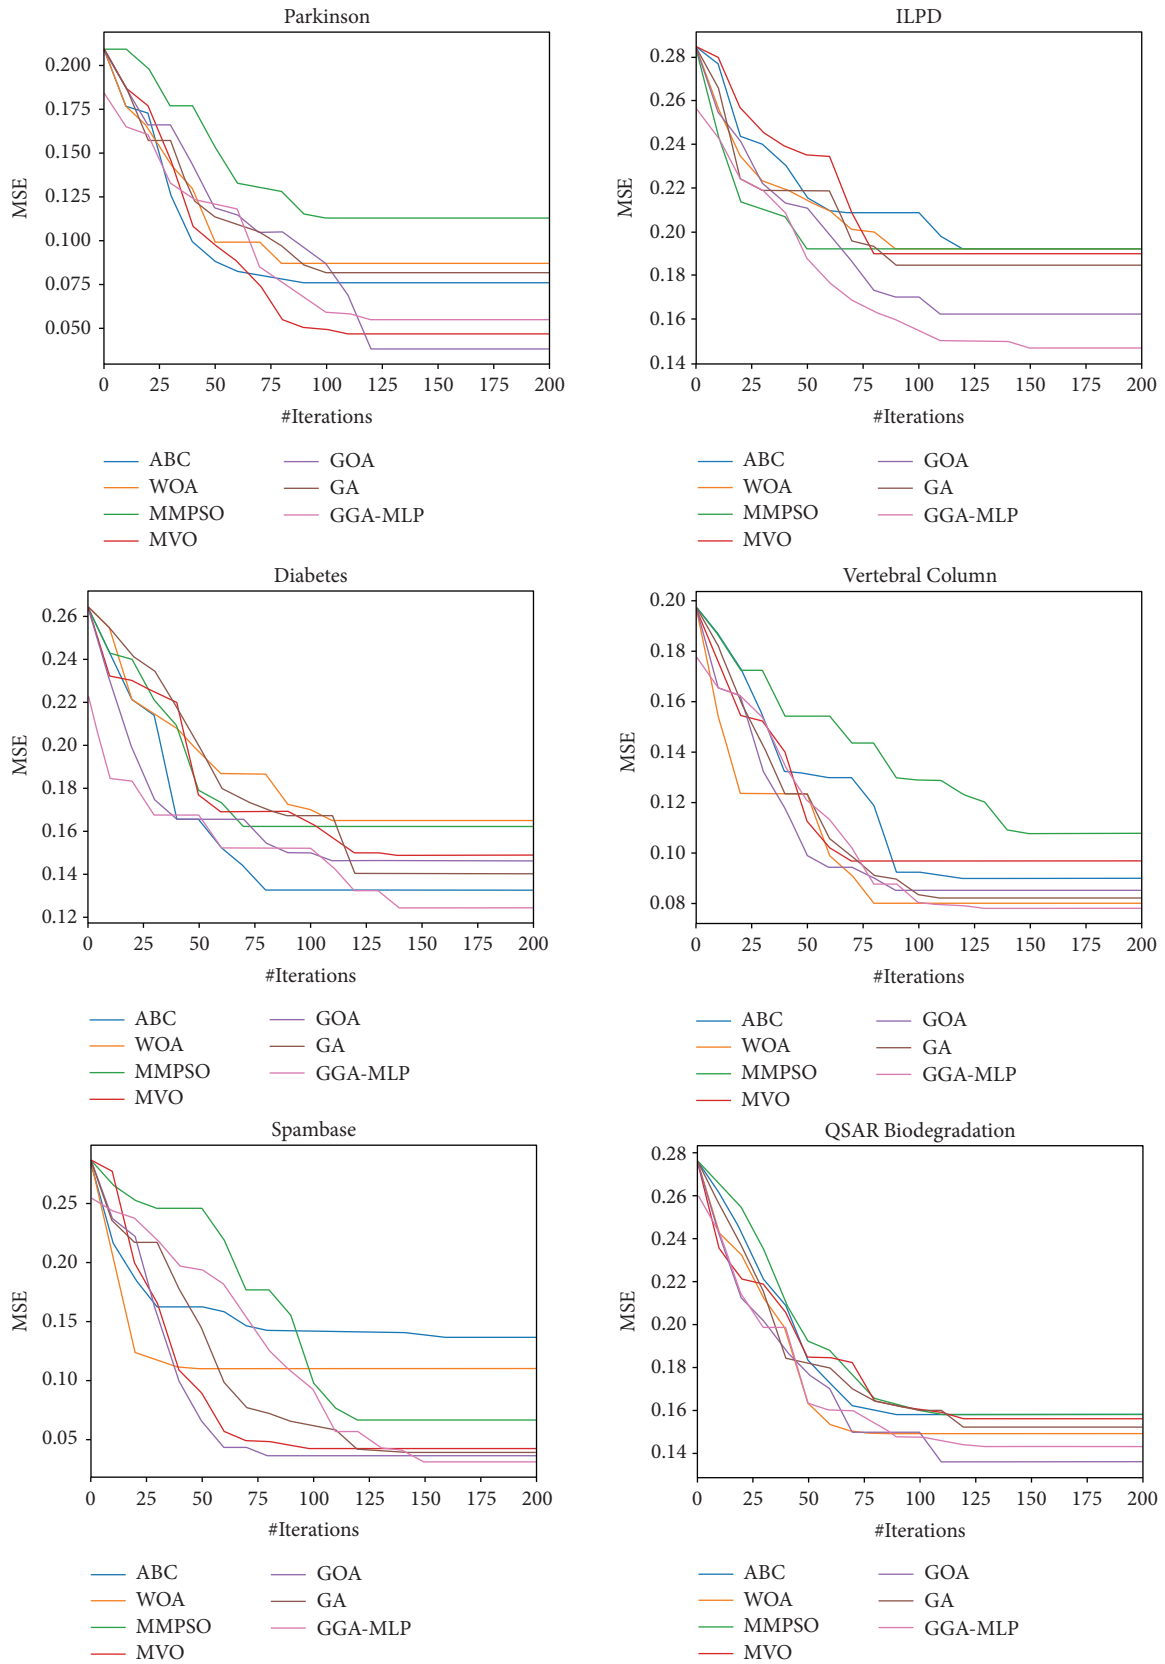 Parkinson
MSE
0.200
0.175
0.150
0.125
0.100
0.075
0.050
0 25 50 75 100 125 150 175 200
#Iterations
ABC
WOA
MMPSO
MVO
GOA
GA
GGA-MLP
ILPD
MSE
0.28
0.26
0.24
0.22
0.20
0.18
0.16
0.14
0 25 50 75 100 125 150 175 200
#Iterations
ABC
WOA
MMPSO
MVO
GOA
GA
GGA-MLP
Diabetes
MSE
0.26
0.24
0.22
0.20
0.18
0.16
0.14
0.12
0 25 50 75 100 125 150 175 200
#Iterations
ABC
WOA
MMPSO
MVO
GOA
GA
GGA-MLP
Vertebral Column
MSE
0.20
0.18
0.16
0.14
0.12
0.10
0.08
0 25 50 75 100 125 150 175 200
#Iterations
ABC
WOA
MMPSO
MVO
GOA
GA
GGA-MLP
Spambase
MSE
0.25
0.20
0.15
0.10
0.05
0 25 50 75 100 125 150 175 200
#Iterations
ABC
WOA
MMPSO
MVO
GOA
GA
GGA-MLP
QSAR Biodegradation
MSE
0.28
0.26
0.24
0.22
0.20
0.18
0.16
0.14
0 25 50 75 100 125 150 175 200
#Iterations
ABC
WOA
MMPSO
MVO
GOA
GA
GGA-MLP